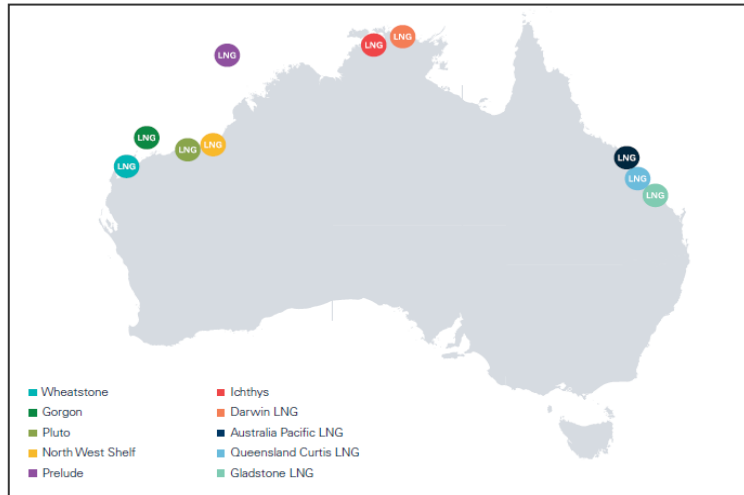 LNG
LNG
LNG
LNG
LNG
LNG
LNG
LNG
LNG
LNG
Wheatstone
Gorgon
Pluto
North West Shelf
Prelude
Ichthys
Darwin LNG
Australia Pacific LNG
Queensland Curtis LNG
Gladstone LNG